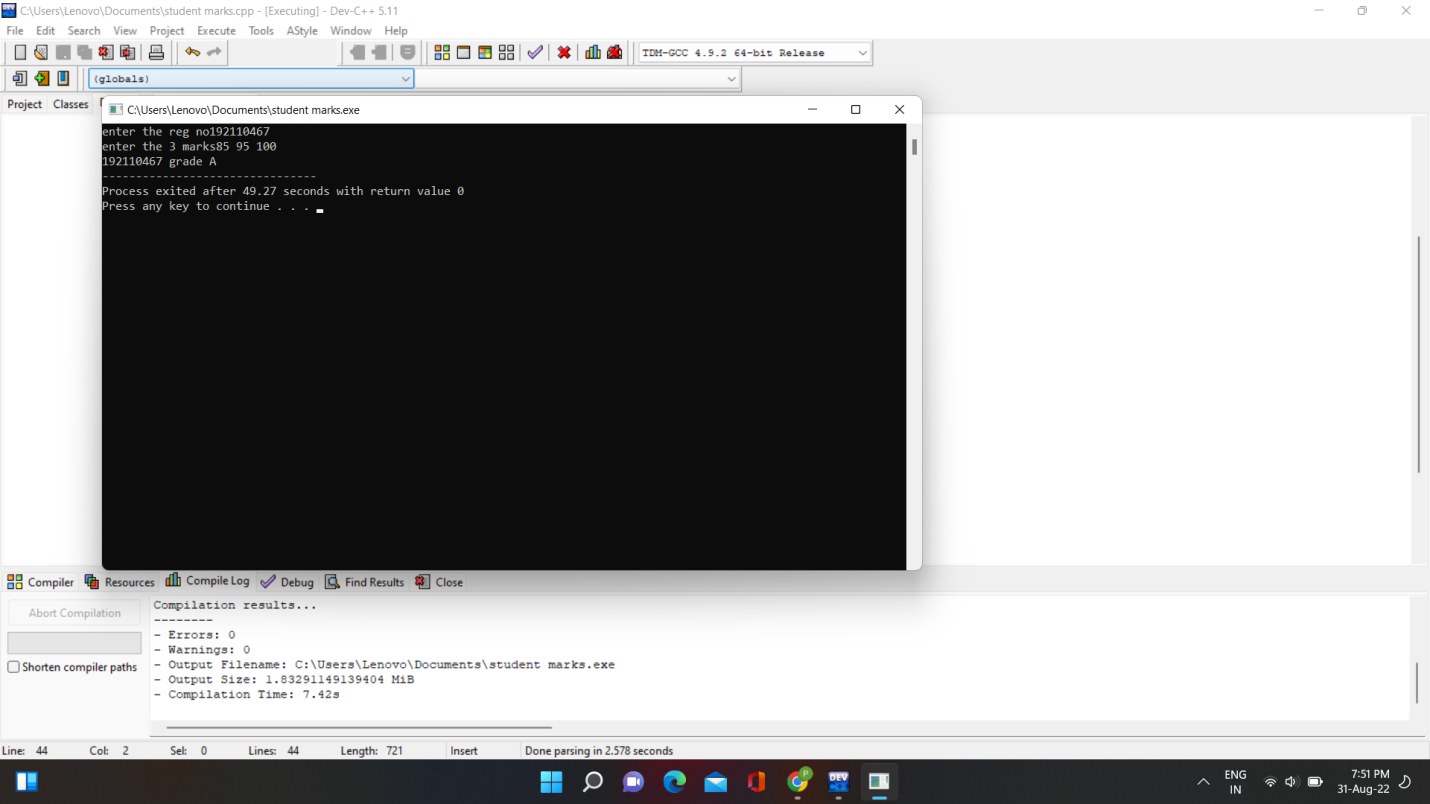 C:\Users\Lenovo\Documents\student marks.cpp - [Executing] - Dev-C++ 5.11
File Edit Search View Project Execute Tools AStyle Window Help
TDM-GCC 4.9.2 64-bit Release
(globals)
Project Classes
C:\Users\Lenovo\Documents\student marks.exe
enter the reg no192110467
enter the 3 marks85 95 100
192110467 grade A
--------------------------------
Process exited after 49.27 seconds with return value 0
Press any key to continue . . .
Compiler Resources Compile Log Debug Find Results Close
Abort Compilation
Shorten compiler paths
Compilation results...
--------
- Errors: 0
- Warnings: 0
- Output Filename: C:\Users\Lenovo\Documents\student marks.exe
- Output Size: 1.83291149139404 MiB
- Compilation Time: 7.42s
Line: 44 Col: 2 Sel: 0 Lines: 44 Length: 721 Insert Done parsing in 2.578 seconds
DEV
P
ENG
IN
7:51 PM
31-Aug-22